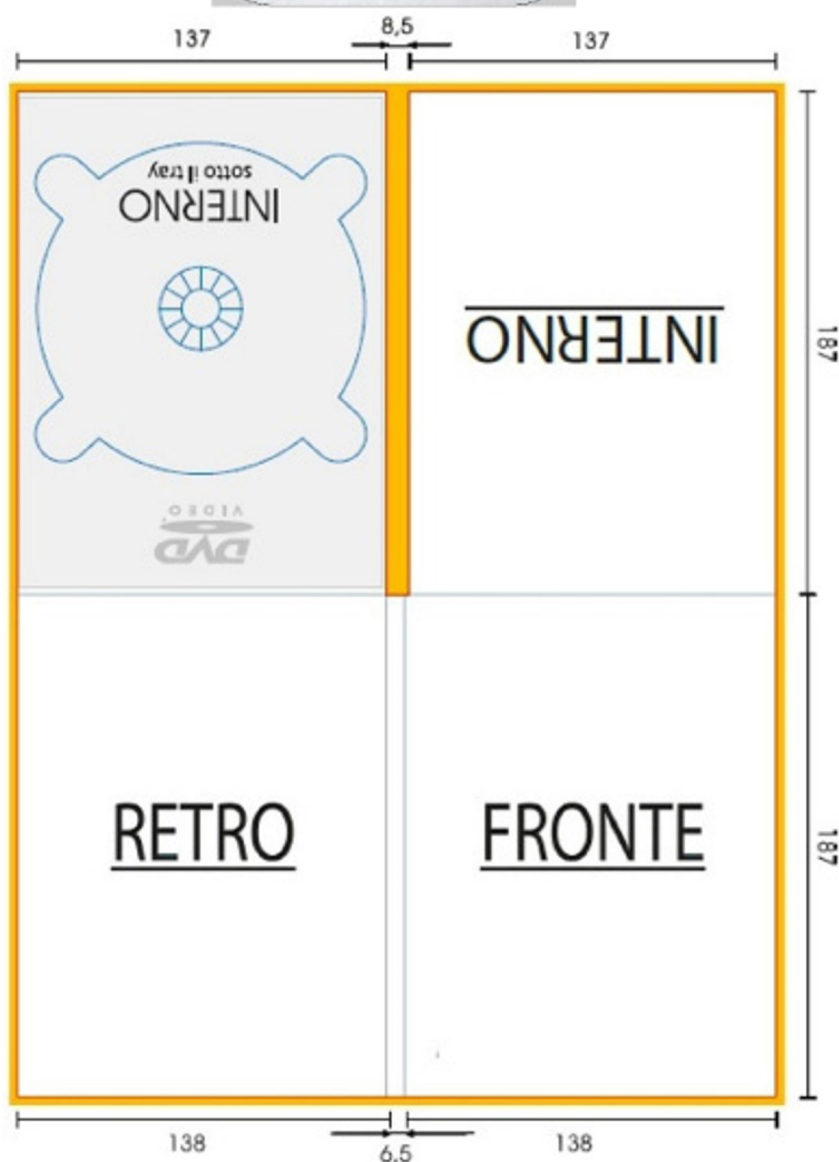 137
8,5
137
sotto il tray
INTERNO
INTERNO
187
VIDEO
DVD
RETRO
FRONTE
187
138
6,5
138